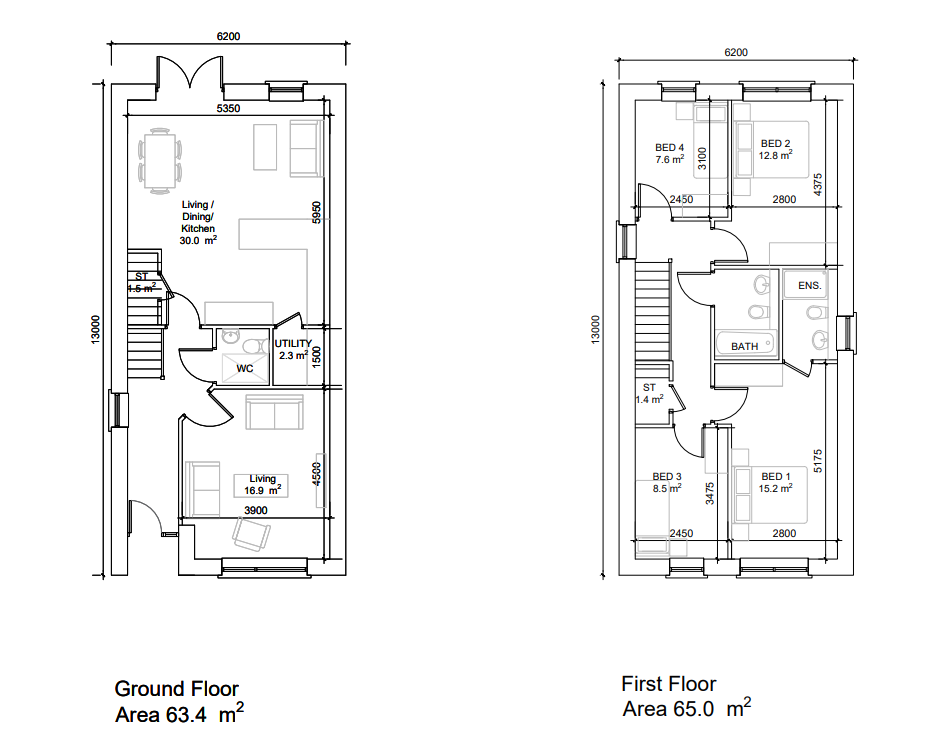 6200
5350
Living /
Dining/
Kitchen
30.0 m²
5950
ST
1.5 m²
13000
UTILITY
2.3 m²
1500
WC
Living
16.9 m²
4500
3900
Ground Floor
Area 63.4 m²
6200
BED 4
7.6 m²
3100
BED 2
12.8 m²
4375
2450
2800
ENS.
13000
BATH
ST
1.4 m²
BED 3
8.5 m²
3475
BED 1
15.2 m²
5175
2450
2800
First Floor
Area 65.0 m²